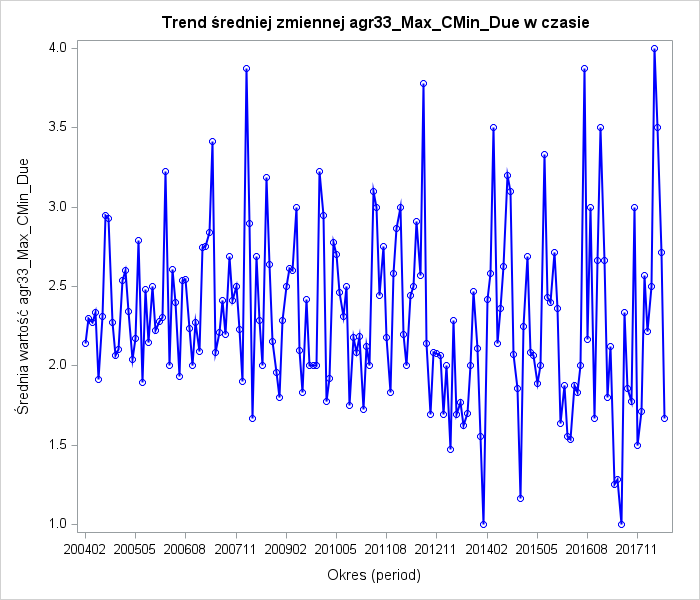 Trend średniej zmiennej agr33_Max_CMin_Due w czasie
Średnia wartość agr33_Max_CMin_Due
4.0
3.5
3.0
2.5
2.0
1.5
1.0
200402 200505 200608 200711 200902 201005 201108 201211 201402 201505 201608 201711
Okres (period)